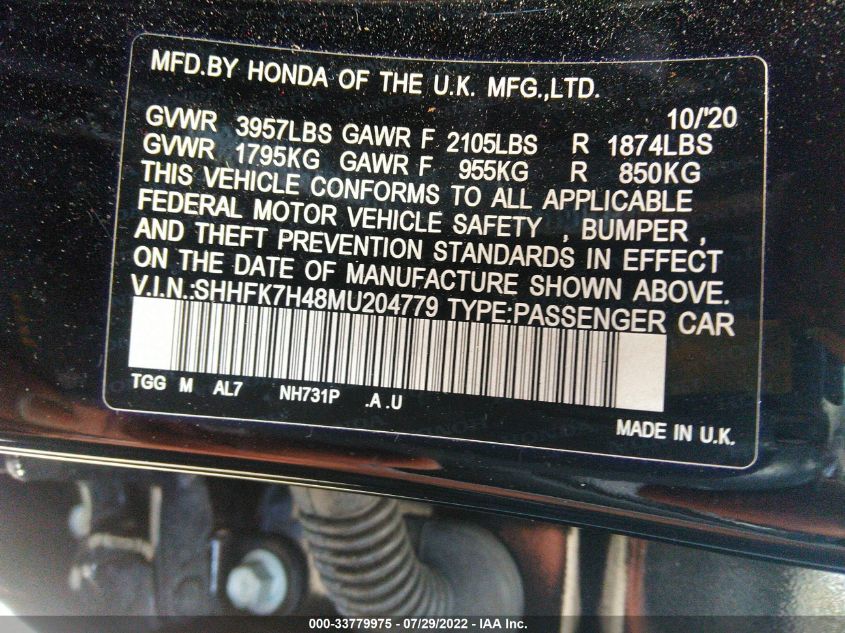 MFD.BY HONDA OF THE U.K. MFG.,LTD.
10/'20
GVWR 3957LBS GAWR F 2105LBS R 1874LBS
GVWR 1795KG GAWR F 955KG R 850KG
THIS VEHICLE CONFORMS TO ALL APPLICABLE
FEDERAL MOTOR VEHICLE SAFETY , BUMPER ,
AND THEFT PREVENTION STANDARDS IN EFFECT
ON THE DATE OF MANUFACTURE SHOWN ABOVE.
V.I.N.:SHHFK7H48MU204779 TYPE:PASSENGER CAR
TGG M AL7 NH731P .A .U
MADE IN U.K.
000-33779975 / 07/29/2022 — IAA Inc.